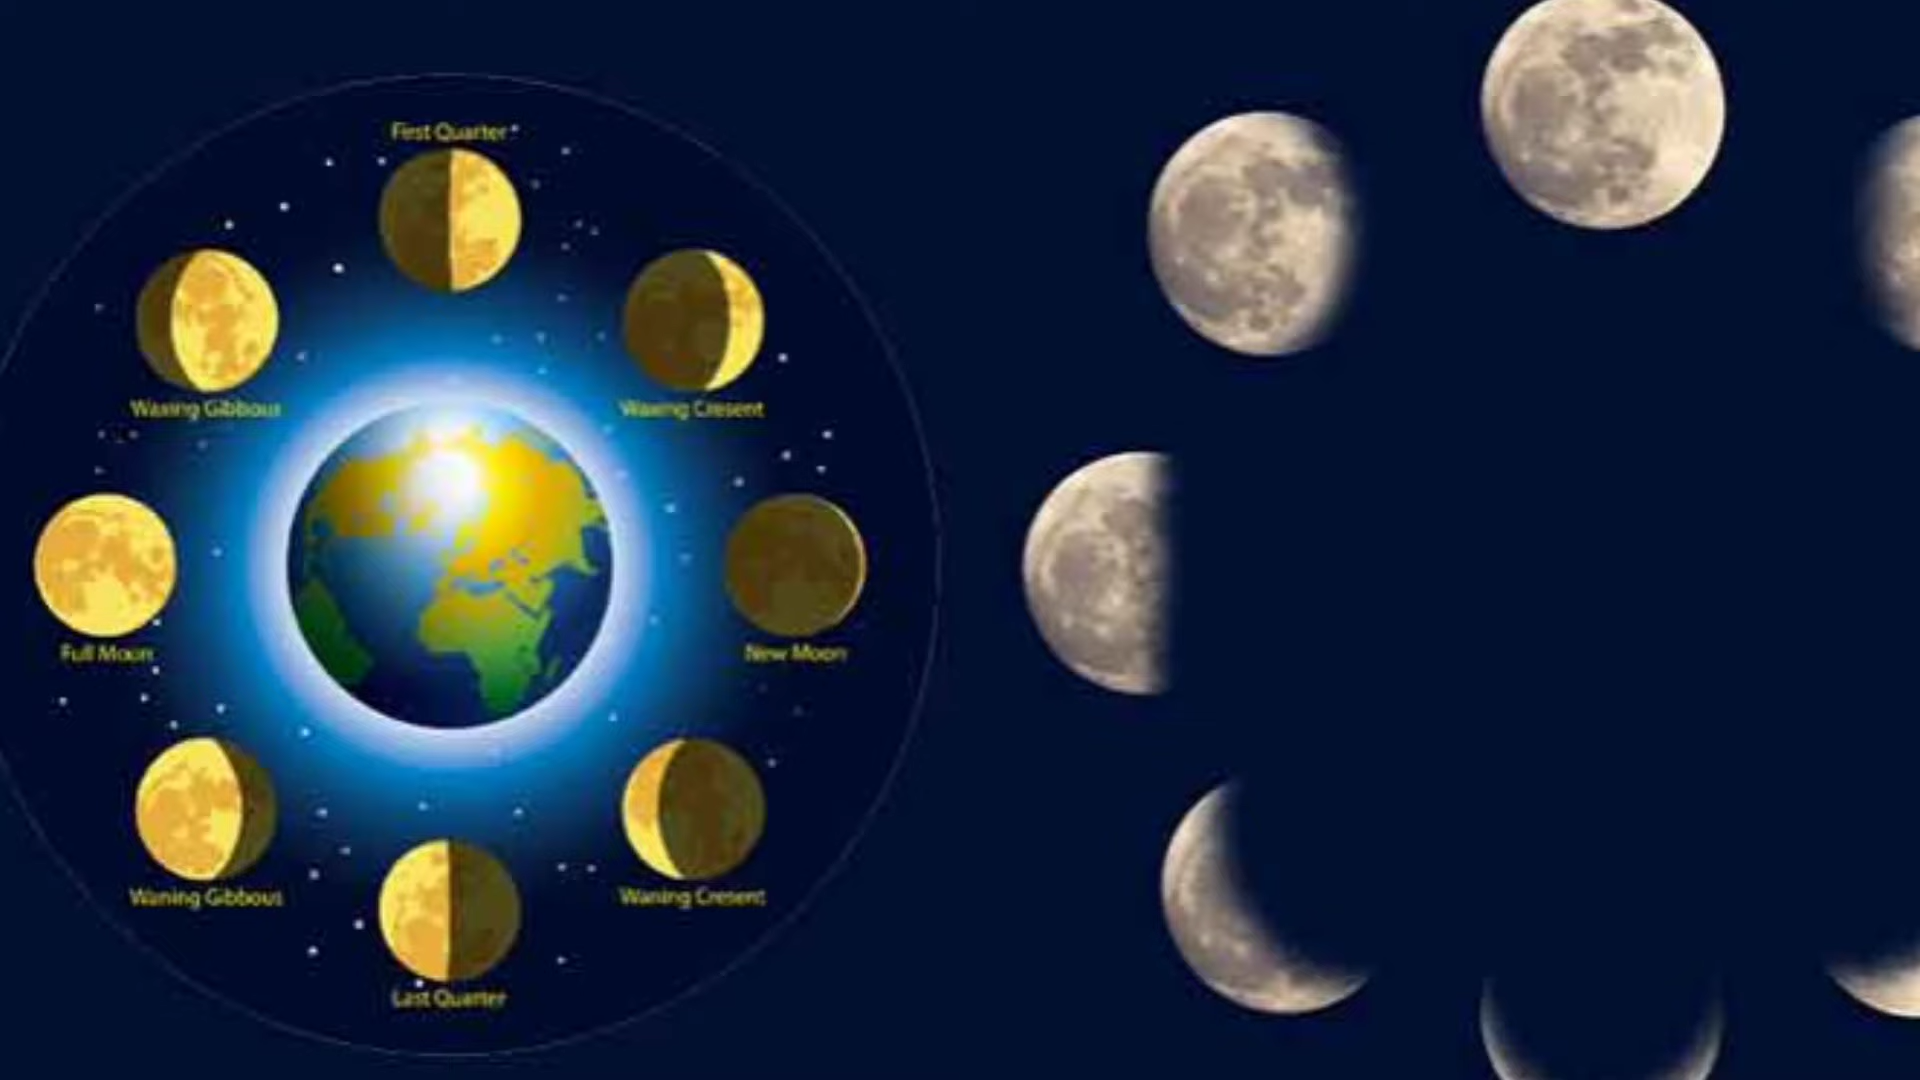 First Quarter
Waxing Gibbous
Waxing Cresent
Full Moon
New Moon
Waning Gibbous
Waning Cresent
Last Quarter